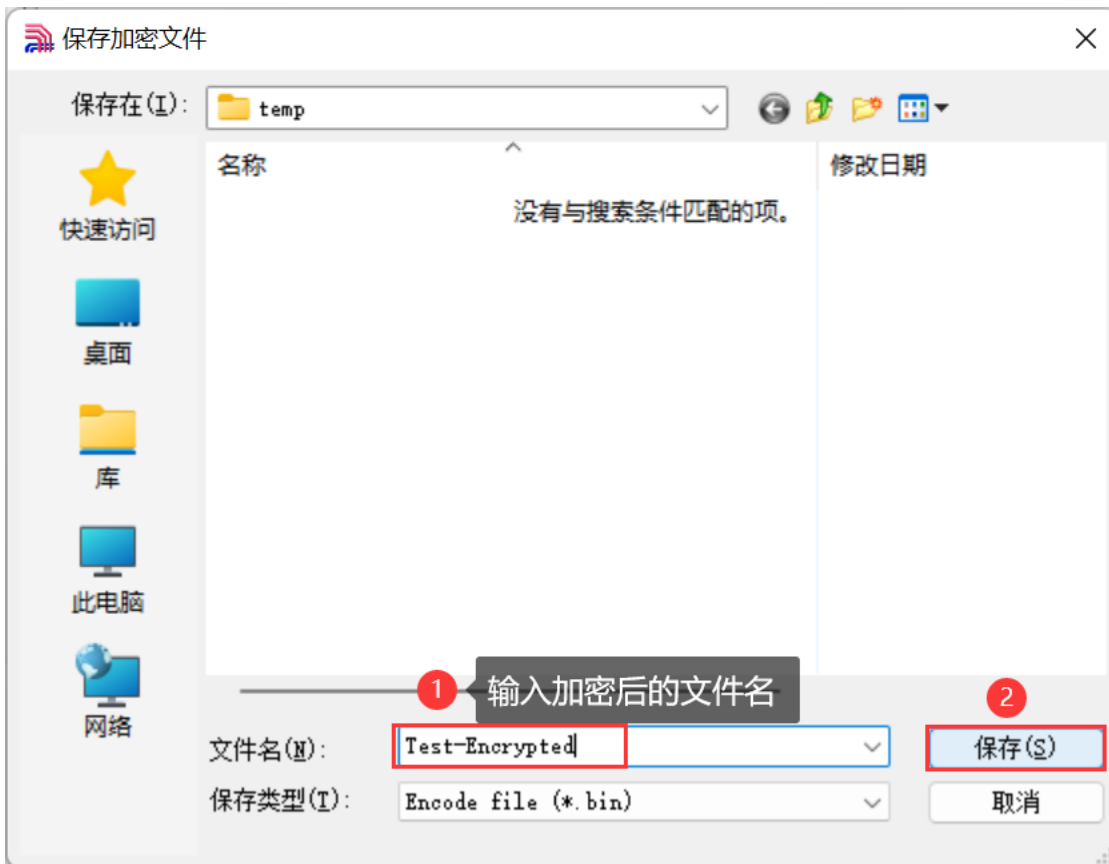 保存加密文件
保存在(I):
temp
名称
修改日期
没有与搜索条件匹配的项。
快速访问
桌面
库
此电脑
网络
1
输入加密后的文件名
2
文件名(N):
Test-Encrypted
保存(S)
保存类型(T):
Encode file (*.bin)
取消